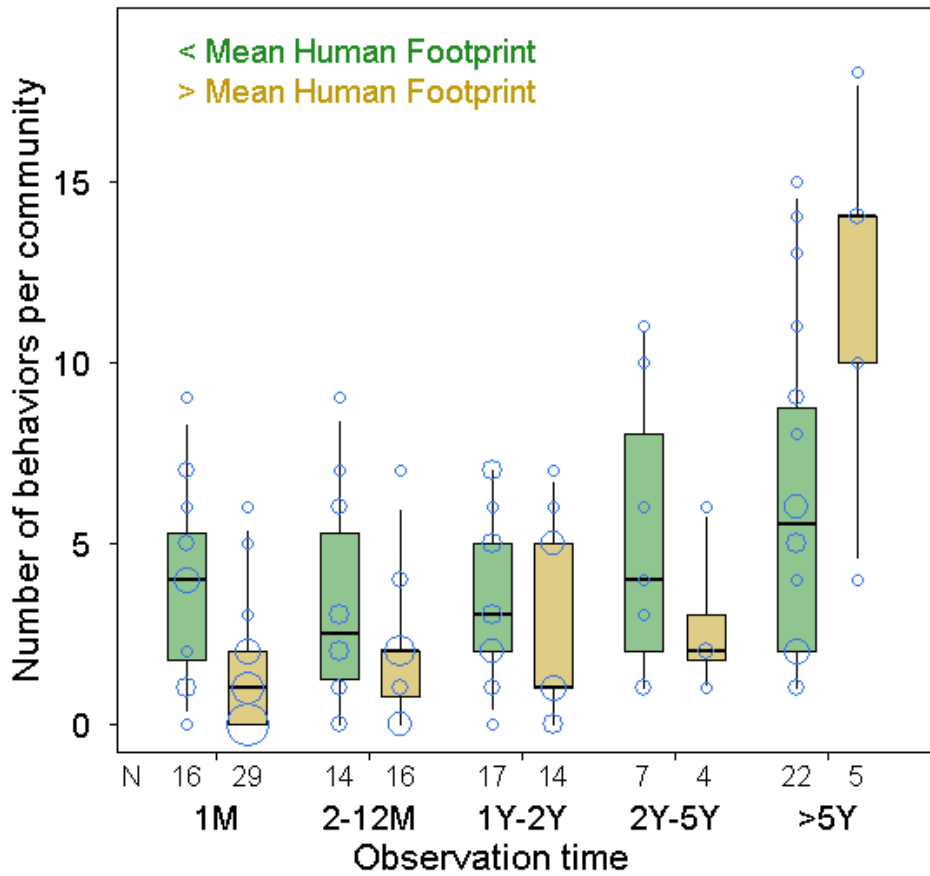 < Mean Human Footprint
> Mean Human Footprint
Number of behaviors per community
15
10
5
0
N 16 29 14 16 17 14 7 4 22 5
1M 2-12M 1Y-2Y 2Y-5Y >5Y
Observation time